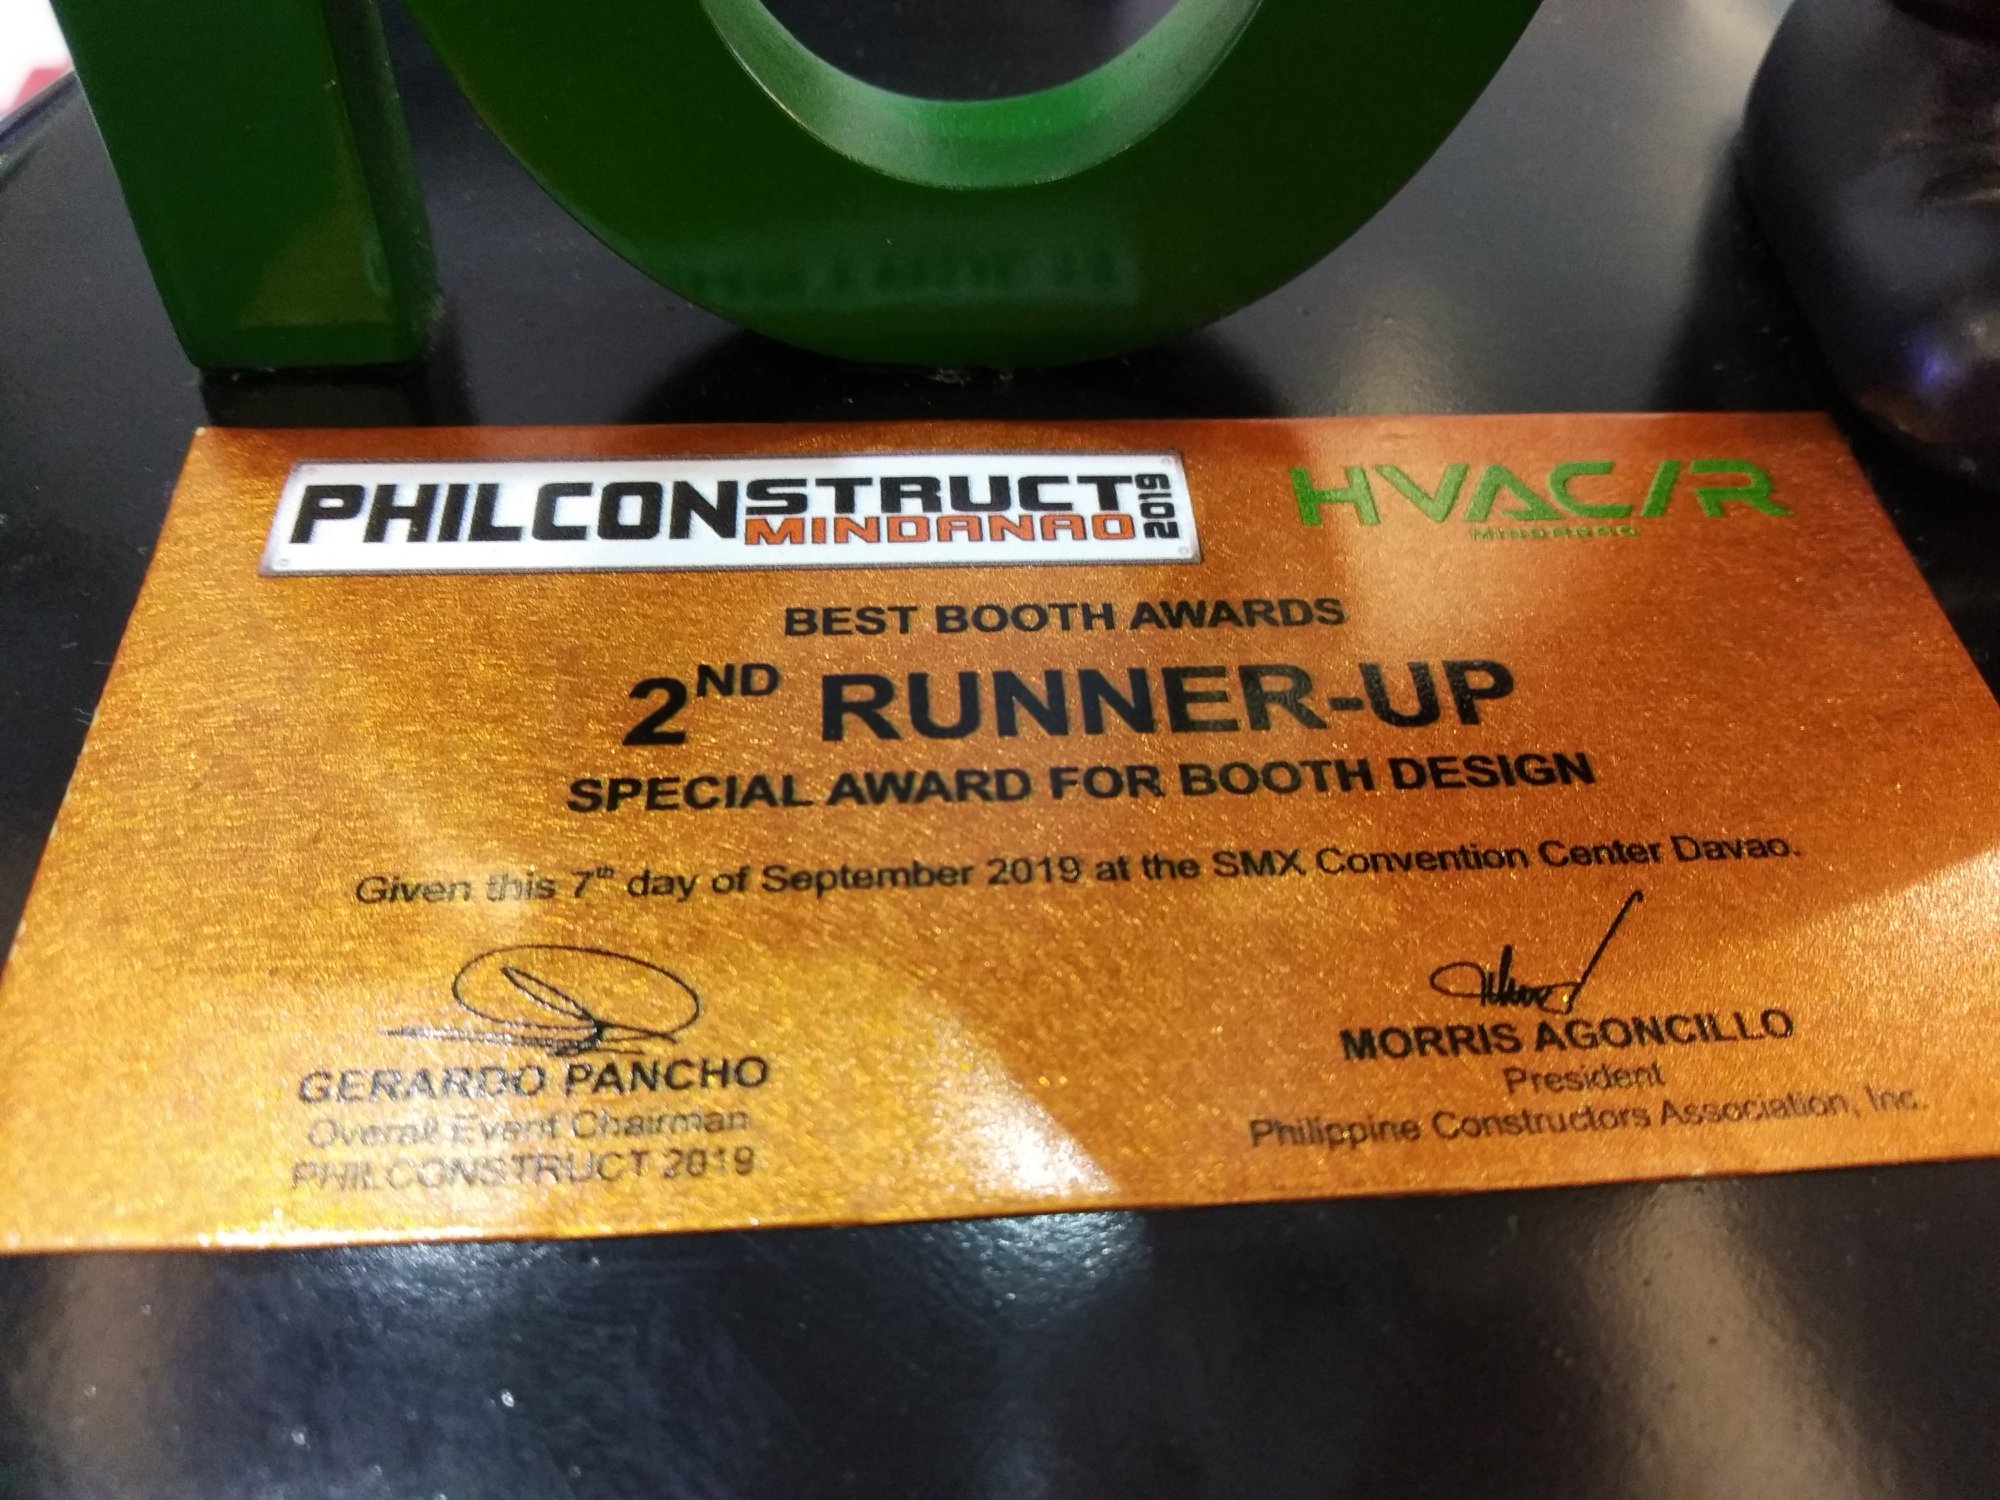 PHILCONSTRUCT
MINDANAO
2019
HVAC/R
MINDANAO
BEST BOOTH AWARDS
2ND RUNNER-UP
SPECIAL AWARD FOR BOOTH DESIGN
Given this 7th day of September 2019 at the SMX Convention Center Davao.
GERARDO PANCHO
Overall Event Chairman
PHILCONSTRUCT 2019
MORRIS AGONCILLO
President
Philippine Constructors Association, Inc.